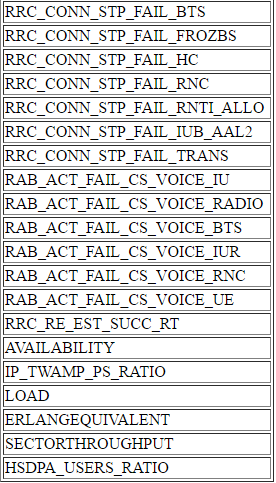 RRC_CONN_STP_FAIL_BTS
RRC_CONN_STP_FAIL_FROZBS
RRC_CONN_STP_FAIL_HC
RRC_CONN_STP_FAIL_RNC
RRC_CONN_STP_FAIL_RNTI_ALLO
RRC_CONN_STP_FAIL_IUB_AAL2
RRC_CONN_STP_FAIL_TRANS
RAB_ACT_FAIL_CS_VOICE_IU
RAB_ACT_FAIL_CS_VOICE_RADIO
RAB_ACT_FAIL_CS_VOICE_BTS
RAB_ACT_FAIL_CS_VOICE_IUR
RAB_ACT_FAIL_CS_VOICE_RNC
RAB_ACT_FAIL_CS_VOICE_UE
RRC_RE_EST_SUCC_RT
AVAILABILITY
IP_TWAMP_PS_RATIO
LOAD
ERLANGEQUIVALENT
SECTORTHROUGHPUT
HSDPA_USERS_RATIO